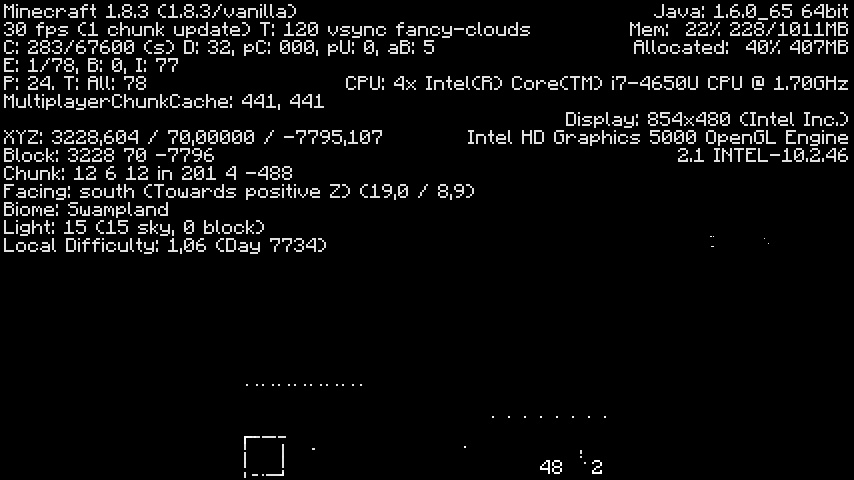 Minecraft 1.8.3 (1.8.3/vanilla)
Java: 1.6.0_65 64bit
30 fps (1 chunk update) T: 120 vsync fancy-clouds
Mem: 22% 228/1011MB
C: 283/67600 (s) D: 32, pC: 000, pU: 0, aB: 5
Allocated: 40% 407MB
E: 1/78, B: 0, I: 77
P: 24. T: All: 78
CPU: 4x Intel(R) Core(TM) i7-4650U CPU @ 1.70GHz
MultiplayerChunkCache: 441, 441
Display: 854x480 (Intel Inc.)
XYZ: 3228,604 / 70,00000 / -7795,107
Intel HD Graphics 5000 OpenGL Engine
Block: 3228 70 -7796
2.1 INTEL-10.2.46
Chunk: 12 6 12 in 201 4 -488
Facing: south (Towards positive Z) (19,0 / 8,9)
Biome: Swampland
Light: 15 (15 sky, 0 block)
Local Difficulty: 1,06 (Day 7734)
48 2